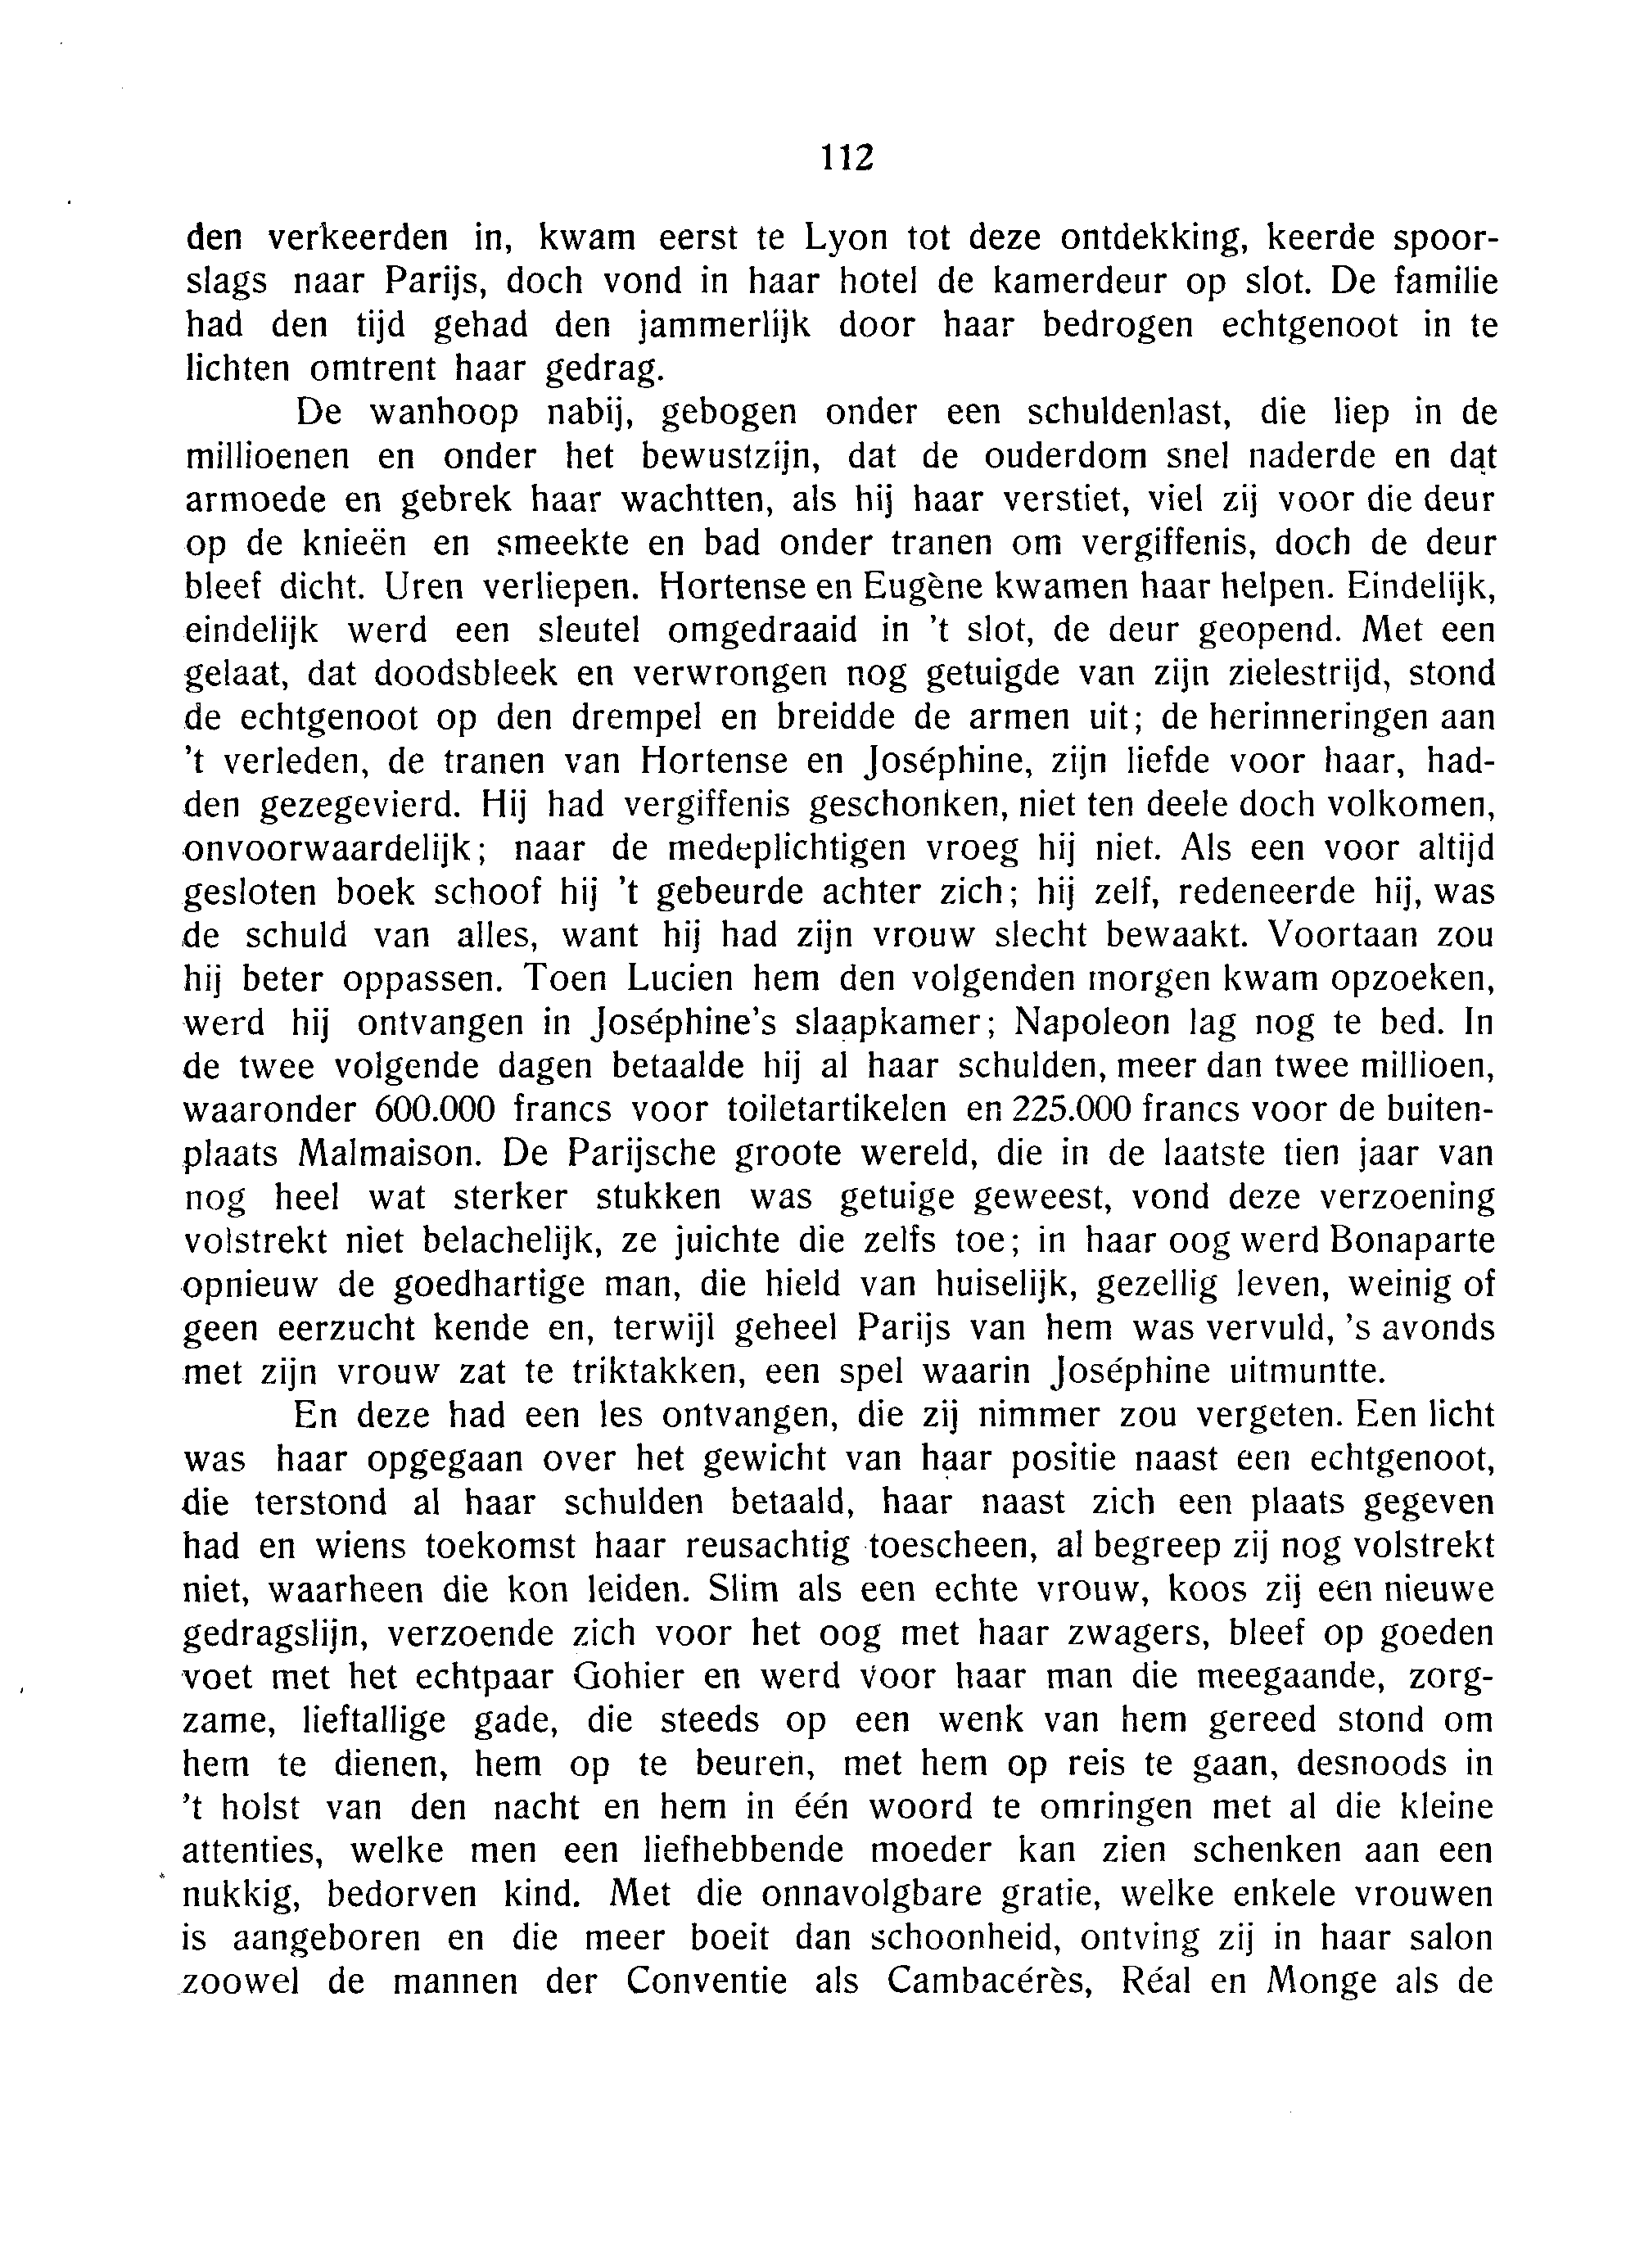 112
den verkeerden in, kwam eerst te Lyon tot deze ontdekking, keerde spoor-
slags naar Parijs, doch vond in haar hotel de kamerdeur op slot. De familie
had den tijd gehad den jammerlijk door haar bedrogen echtgenoot in te
lichten omtrent haar gedrag.
De wanhoop nabij, gebogen onder een schuldenlast, die liep in de
millioenen en onder het bewustzijn, dat de ouderdom snel naderde en dat
armoede en gebrek haar wachtten, als hij haar verstiet, viel zij voor die deur
op de knieën en smeekte en bad onder tranen om vergiffenis, doch de deur
bleef dicht. Uren verliepen. Hortense en Eugène kwamen haar helpen. Eindelijk,
eindelijk werd een sleutel omgedraaid in 't slot, de deur geopend. Met een
gelaat, dat doodsbleek en verwrongen nog getuigde van zijn zielestrijd, stond
de echtgenoot op den drempel en breidde de armen uit; de herinneringen aan
't verleden, de tranen van Hortense en Joséphine, zijn liefde voor haar, had-
den gezegevierd. Hij had vergiffenis geschonken, niet ten deele doch volkomen,
onvoorwaardelijk; naar de medeplichtigen vroeg hij niet. Als een voor altijd
gesloten boek schoof hij 't gebeurde achter zich; hij zelf, redeneerde hij, was
de schuld van alles, want hij had zijn vrouw slecht bewaakt. Voortaan zou
hij beter oppassen. Toen Lucien hem den volgenden morgen kwam opzoeken,
werd hij ontvangen in Joséphine's slaapkamer; Napoleon lag nog te bed. In
de twee volgende dagen betaalde hij al haar schulden, meer dan twee millioen,
waaronder 600.000 francs voor toiletartikelen en 225.000 francs voor de buiten-
plaats Malmaison. De Parijsche groote wereld, die in de laatste tien jaar van
nog heel wat sterker stukken was getuige geweest, vond deze verzoening
volstrekt niet belachelijk, ze juichte die zelfs toe; in haar oog werd Bonaparte
opnieuw de goedhartige man, die hield van huiselijk, gezellig leven, weinig of
geen eerzucht kende en, terwijl geheel Parijs van hem was vervuld, 's avonds
met zijn vrouw zat te triktakken, een spel waarin Joséphine uitmuntte.
En deze had een les ontvangen, die zij nimmer zou vergeten. Een licht
was haar opgegaan over het gewicht van haar positie naast een echtgenoot,
die terstond al haar schulden betaald, haar naast zich een plaats gegeven
had en wiens toekomst haar reusachtig toescheen, al begreep zij nog volstrekt
niet, waarheen die kon leiden. Slim als een echte vrouw, koos zij een nieuwe
gedragslijn, verzoende zich voor het oog met haar zwagers, bleef op goeden
voet met het echtpaar Gohier en werd voor haar man die meegaande, zorg-
zame, lieftallige gade, die steeds op een wenk van hem gereed stond om
hem te dienen, hem op te beuren, met hem op reis te gaan, desnoods in
't holst van den nacht en hem in één woord te omringen met al die kleine
attenties, welke men een liefhebbende moeder kan zien schenken aan een
nukkig, bedorven kind. Met die onnavolgbare gratie, welke enkele vrouwen
is aangeboren en die meer boeit dan schoonheid, ontving zij in haar salon
zoowel de mannen der Conventie als Cambacérès, Réal en Monge als de